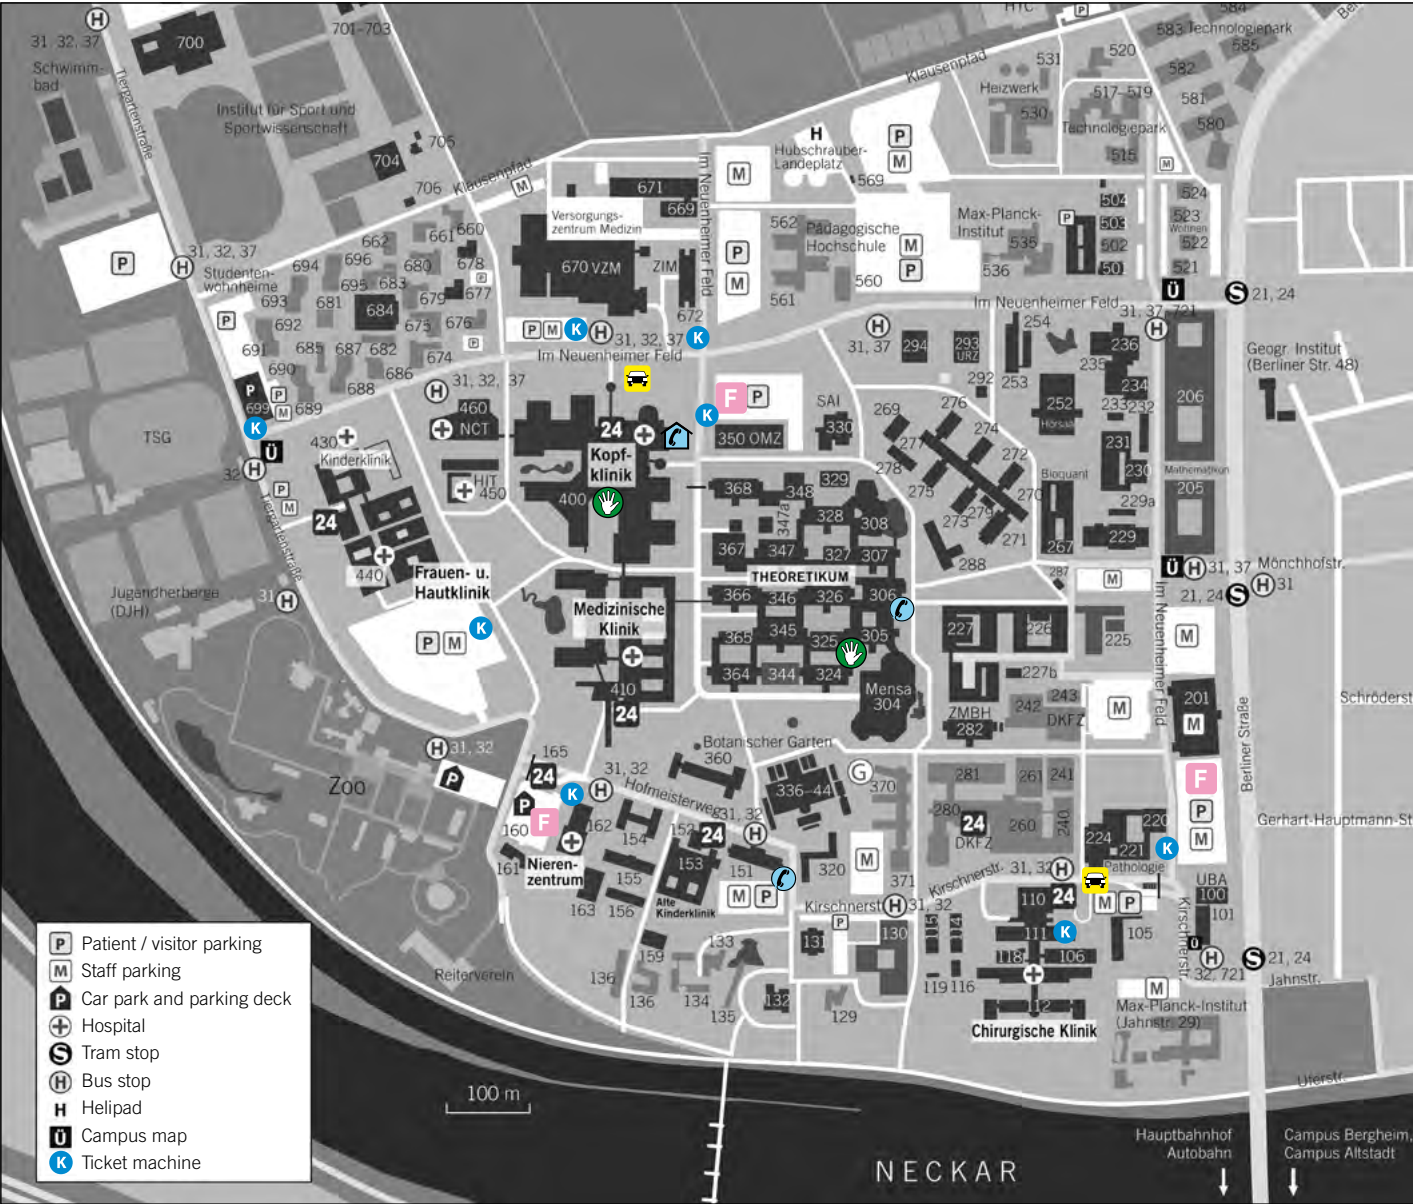 H
31, 32, 37
Schwimm-
bad
700
701-703
Tiergartenstraße
Institut für Sport und
Sportwissenschaft
704
705
706
Klausenpfad
M
P
H
31, 32, 37
Studenten-
wohnheime
P
694
696
662
661
660
695
683
680
678
P
693
681
684
679
677
692
675
676
691
685
687
682
674
P
690
686
688
689
P
699
P
M
K
Ü
H
32
TSG
Tiergartenstraße
430
Kinderklinik
P
M
24
440
Frauen- u.
Hautklinik
Jugendherberge
(DJH)
31
H
P
M
K
H
31, 32
P
Zoo
Reiterverein
Versorgungs-
zentrum Medizin
671
669
670 VZM
ZIM
672
P
M
K
H
31, 32, 37
Im Neuenheimer Feld
K
Im Neuenheimer Feld
H
31, 32, 37
460
NCT
HIT
450
24
Kopf-
klinik
400
Medizinische
Klinik
410
24
M
P
M
H
Hubschrauber-
Landeplatz
569
P
M
562
Pädagogische
Hochschule
M
P
561
560
Klausenpfad
HTC
P
Heizwerk
531
530
520
517-519
Technologiepark
515
M
583
Technologiepark
584
585
582
581
580
Max-Planck-
Institut
535
536
P
504
503
502
501
524
523
Wohnen
522
521
Im Neuenheimer Feld
31, 37, 721
H
Ü
S
21, 24
F
P
K
350 OMZ
SAI
330
H
31, 37
294
293
URZ
292
254
253
252
Hörsaal
235
236
234
233
232
231
230
229a
229
206
Mathematikon
205
Geogr. Institut
(Berliner Str. 48)
269
277
278
276
274
272
270
275
273
279
271
288
Bioquant
267
287
368
348
347a
329
328
308
367
347
327
307
THEORETIKUM
366
346
326
306
365
345
325
305
364
344
324
Mensa
304
Ü
H
31, 37
Mönchhofstr.
H
31
21, 24
S
M
227
226
225
227b
ZMBH
282
242
243
DKFZ
M
Im Neuenheimer Feld
M
201
M
Berliner Straße
Schröderst
Gerhart-Hauptmann-St
F
P
M
Botanischer Garten
360
336-44
G
370
281
261
241
280
24
DKFZ
260
240
224
220
221
Pathologie
K
165
24
P
160
F
K
H
31, 32
Hofmeisterweg
162
161
Nieren-
zentrum
154
152
24
31, 32
H
153
151
M
P
155
163
156
Alte
Kinderklinik
320
M
371
Kirschnerstr.
H
31, 32
P
131
130
159
133
136
136
134
135
132
129
Kirschnerstr.
31, 32
H
110
24
M
P
111
K
118
106
105
115
114
119
116
112
Chirurgische Klinik
UBA
100
101
Kirschnerstr.
Ü
H
32, 721
S
21, 24
Jahnstr.
M
Max-Planck-Institut
(Jahnstr. 29)
Uferstr.
P Patient / visitor parking
M Staff parking
P Car park and parking deck
Hospital
S Tram stop
H Bus stop
H Helipad
Ü Campus map
K Ticket machine
100 m
NECKAR
Hauptbahnhof
Autobahn
Campus Bergheim,
Campus Altstadt